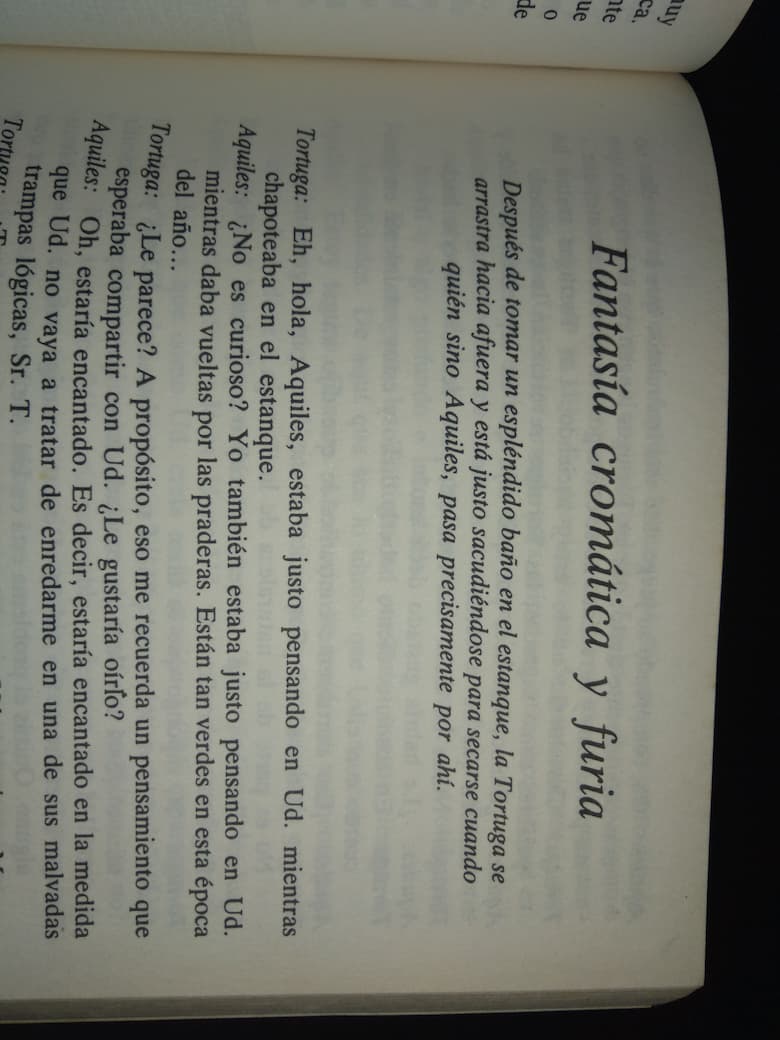 uy
ca.
nte
ue
o
de
Fantasía cromática y furia
Después de tomar un espléndido baño en el estanque, la Tortuga se
arrastra hacia afuera y está justo sacudiéndose para secarse cuando
quién sino Aquiles, pasa precisamente por ahí.
Tortuga: Eh, hola, Aquiles, estaba justo pensando en Ud. mientras
chapoteaba en el estanque.
Aquiles: ¿No es curioso? Yo también estaba justo pensando en Ud.
mientras daba vueltas por las praderas. Están tan verdes en esta época
del año...
Tortuga: ¿Le parece? A propósito, eso me recuerda un pensamiento que
esperaba compartir con Ud. ¿Le gustaría oírlo?
Aquiles: Oh, estaría encantado. Es decir, estaría encantado en la medida
que Ud. no vaya a tratar de enredarme en una de sus malvadas
trampas lógicas, Sr. T.
Tortuga: